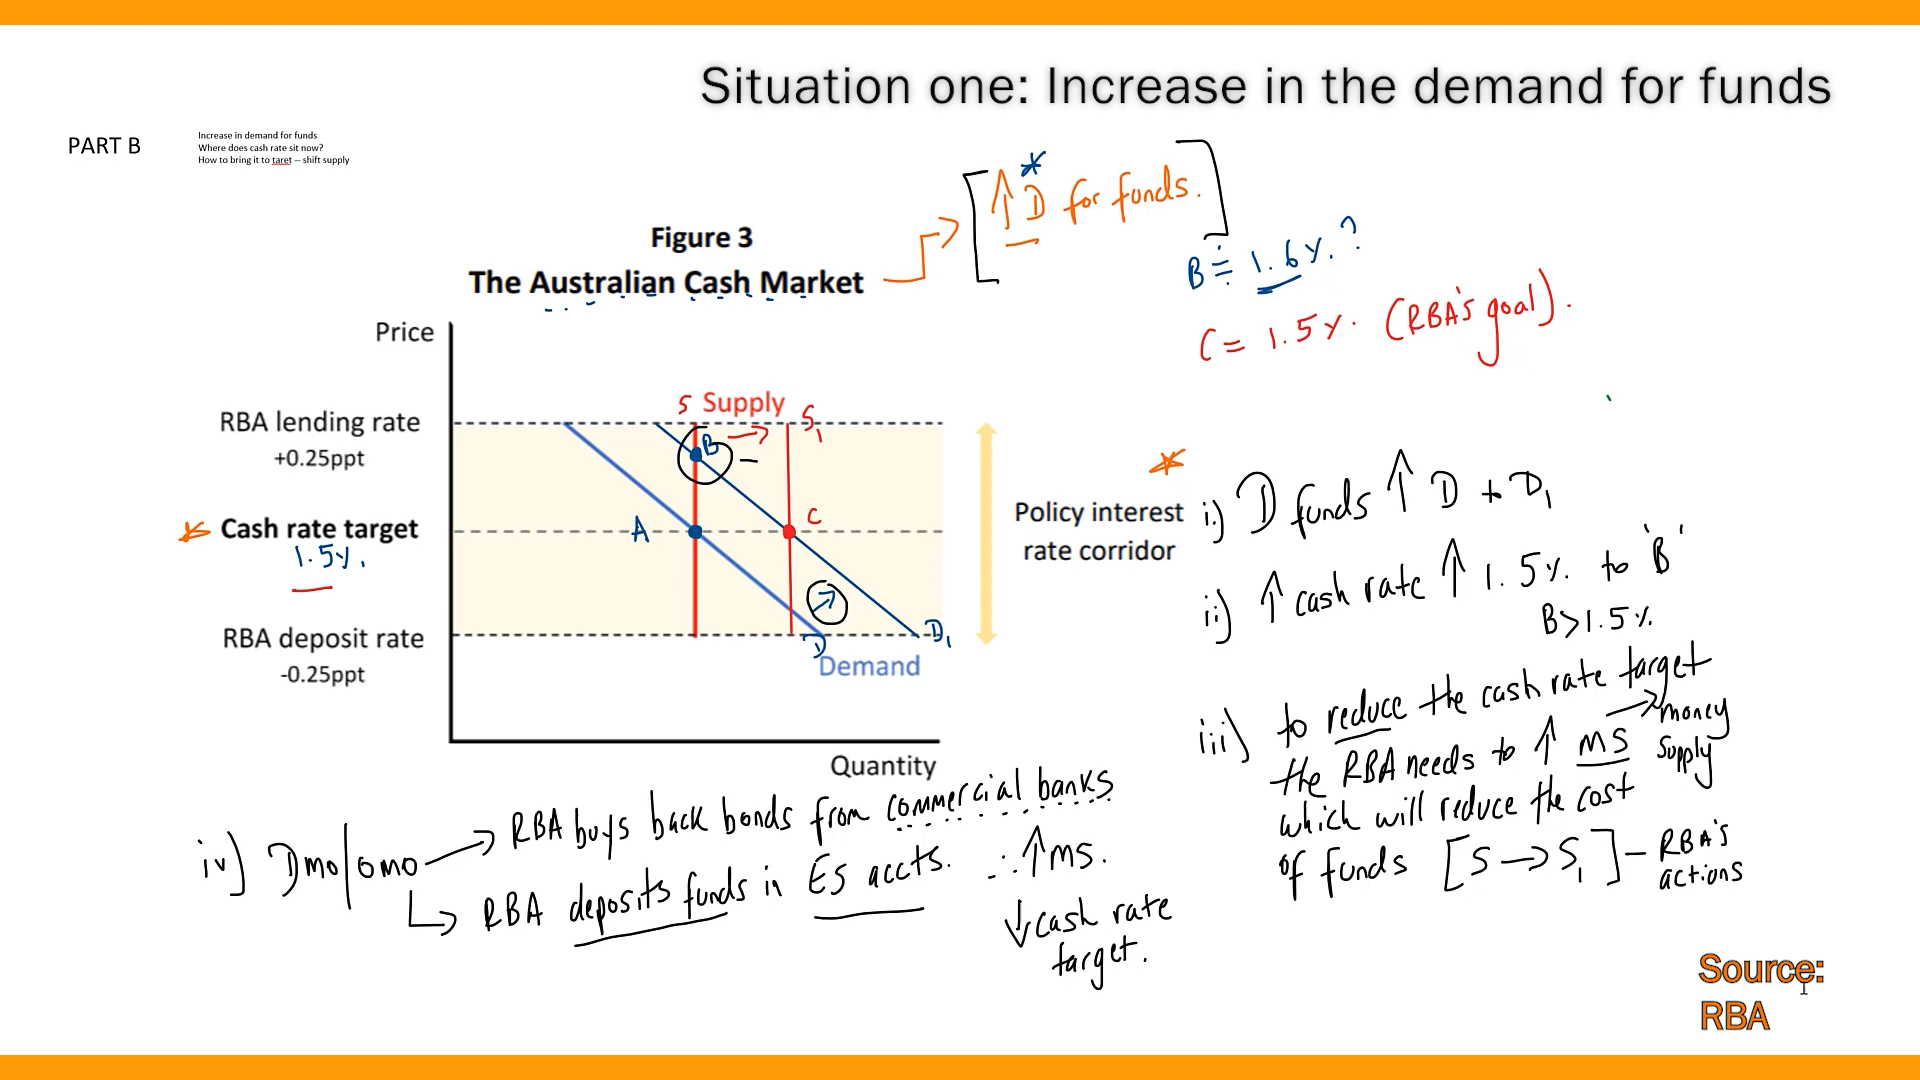 Situation one: Increase in the demand for funds
PART B
Increase in demand for funds
Where does cash rate sit now?
How to bring it to taret -- shift supply
↑ D * for funds.
Figure 3
The Australian Cash Market
B ≑ 1.6%. ?
C = 1.5%. (RBA's goal).
Price
S Supply S1
RBA lending rate
+0.25ppt
B
Cash rate target
1.5%.
A
C
Policy interest
rate corridor
RBA deposit rate
-0.25ppt
D
D1
Demand
Quantity
i.) D funds ↑ D to D1
ii) ↑ cash rate ↑ 1.5%. to 'B'
B > 1.5%
iii) to reduce the cash rate target
the RBA needs to ↑ MS → money supply
which will reduce the cost
of funds [S → S1] - RBA's actions
iv) Dmo/omo → RBA buys back bonds from commercial banks
↳ RBA deposits funds in ES accts. ∴ ↑ MS.
↓ cash rate
target.
Source:
RBA